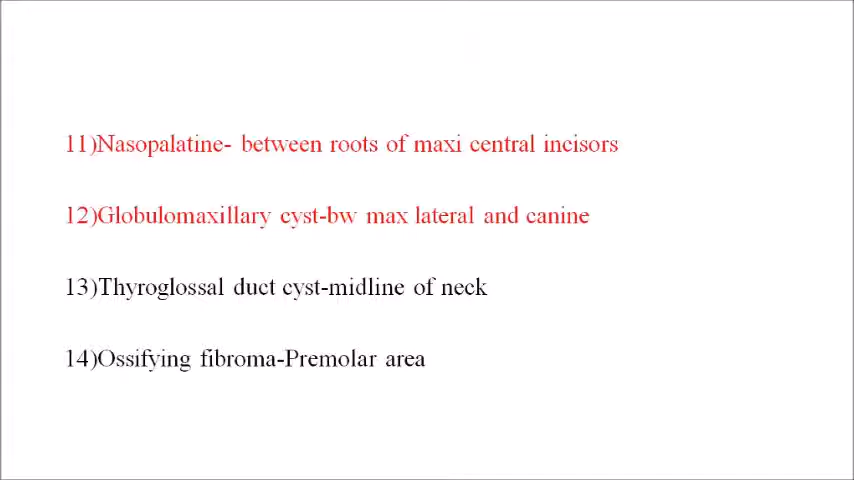 11)Nasopalatine- between roots of maxi central incisors
12)Globulomaxillary cyst-bw max lateral and canine
13)Thyroglossal duct cyst-midline of neck
14)Ossifying fibroma-Premolar area